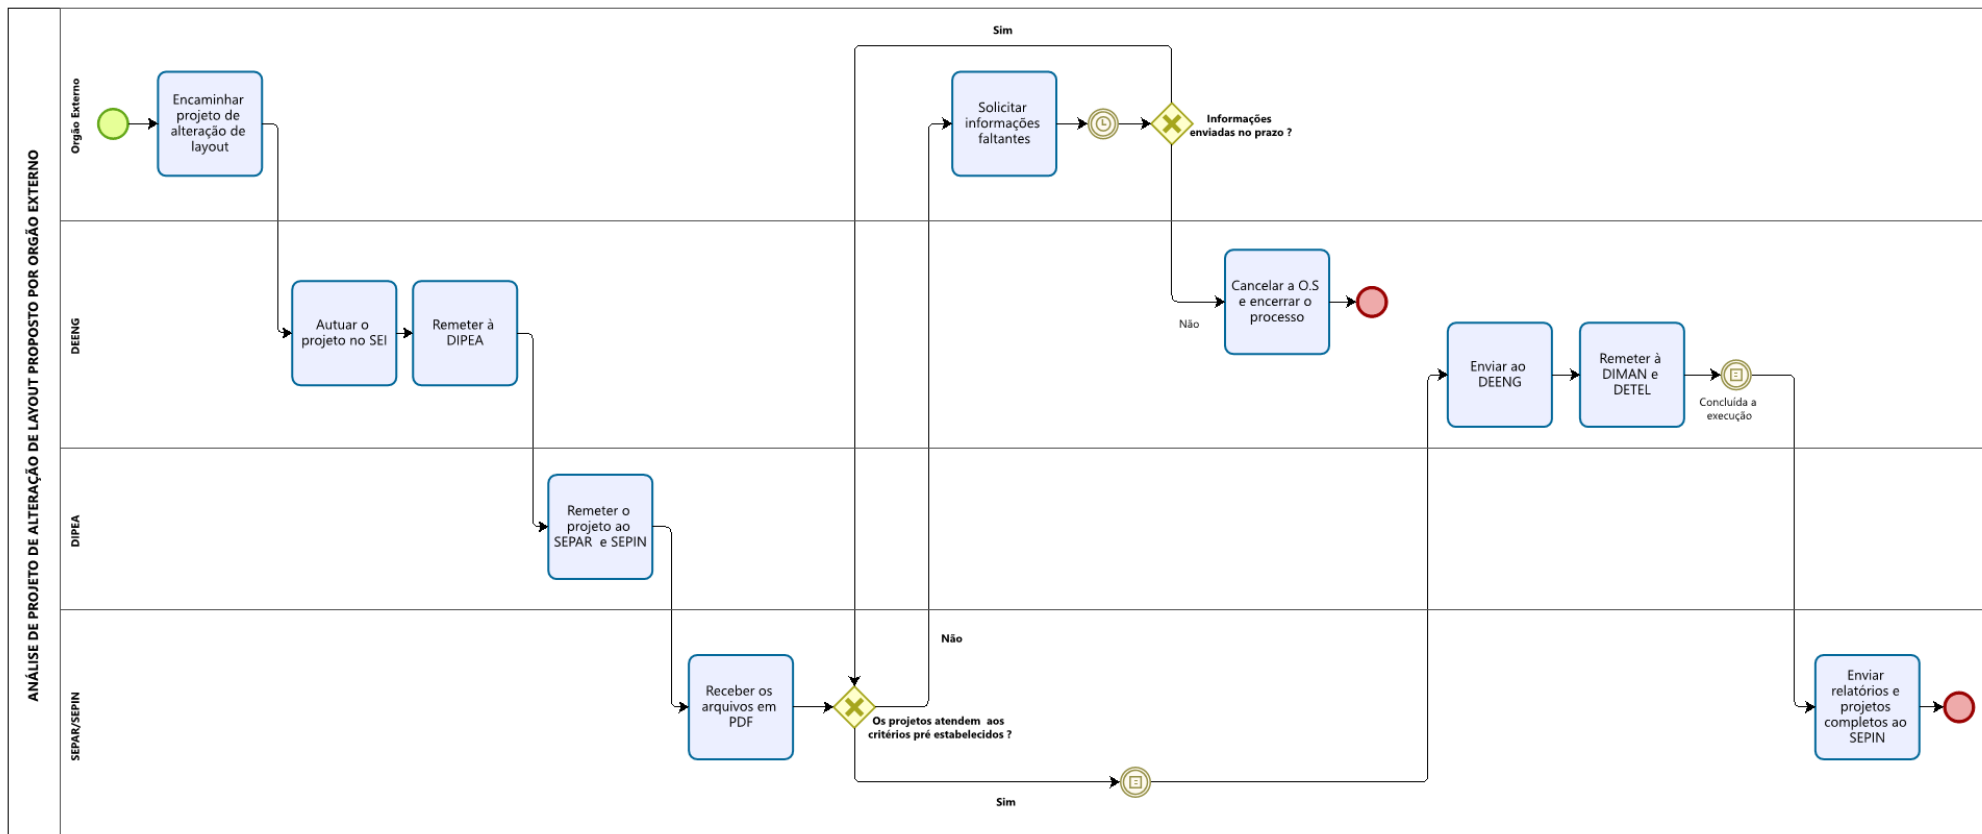 ANÁLISE DE PROJETO DE ALTERAÇÃO DE LAYOUT PROPOSTO POR ORGÃO EXTERNO
Orgão Externo
Encaminhar
projeto de
alteração de
layout
Sim
Solicitar
informações
faltantes
Informações
enviadas no prazo ?
DEENG
Autuar o
projeto no SEI
Remeter à
DIPEA
Cancelar a O.S
e encerrar o
processo
Não
Enviar ao
DEENG
Remeter à
DIMAN e
DETEL
Concluída a
execução
DIPEA
Remeter o
projeto ao
SEPAR e SEPIN
SEPAR/SEPIN
Receber os
arquivos em
PDF
Não
Os projetos atendem aos
critérios pré estabelecidos ?
Sim
Enviar
relatórios e
projetos
completos ao
SEPIN